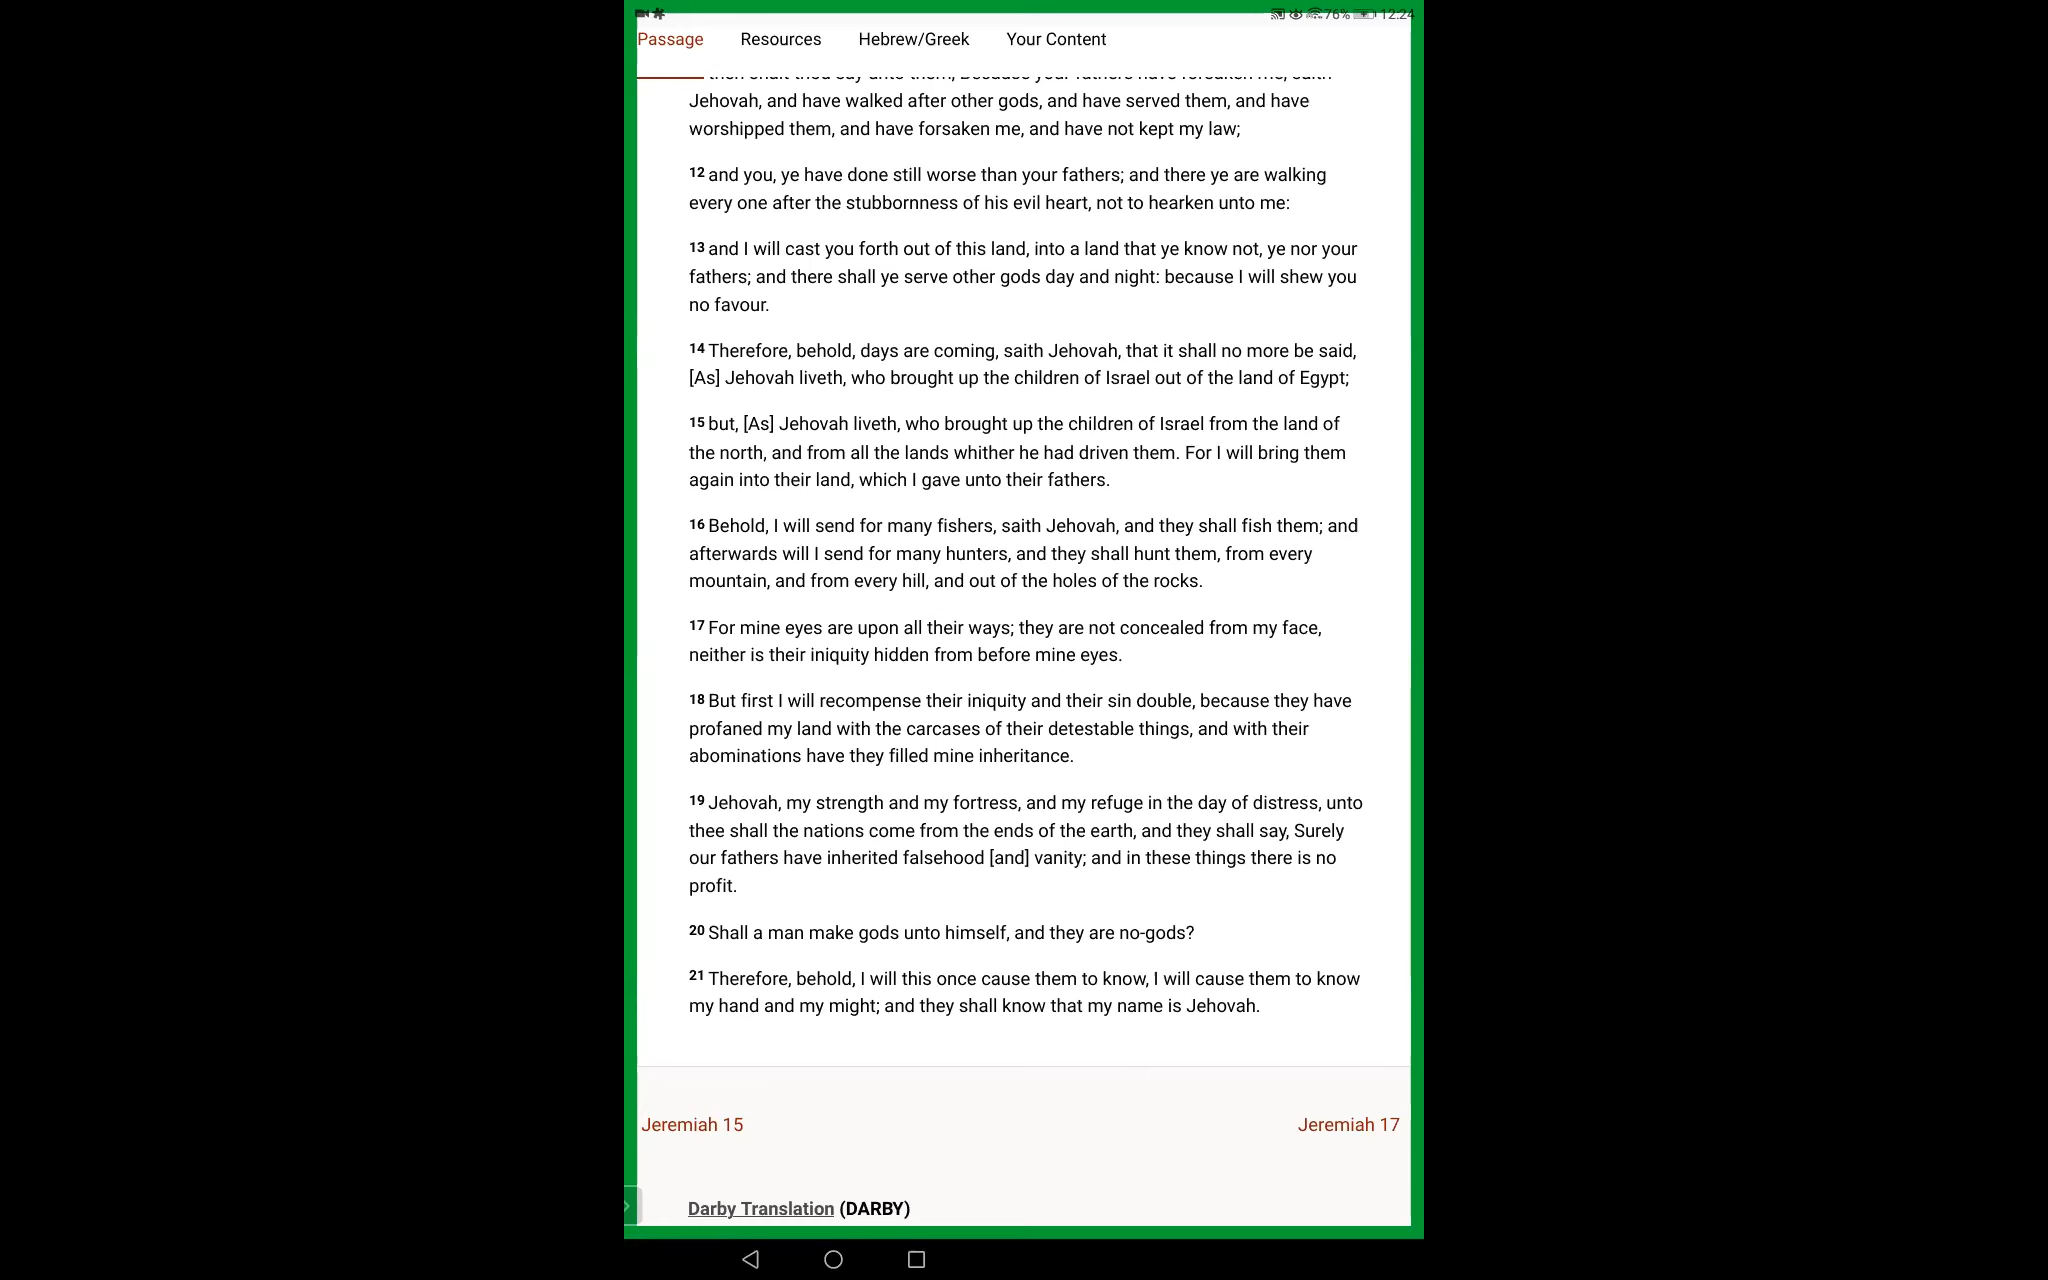 76% 12:24
Passage Resources Hebrew/Greek Your Content
then shalt thou say unto them, Because your fathers have forsaken me, saith
Jehovah, and have walked after other gods, and have served them, and have
worshipped them, and have forsaken me, and have not kept my law;
12 and you, ye have done still worse than your fathers; and there ye are walking
every one after the stubbornness of his evil heart, not to hearken unto me:
13 and I will cast you forth out of this land, into a land that ye know not, ye nor your
fathers; and there shall ye serve other gods day and night: because I will shew you
no favour.
14 Therefore, behold, days are coming, saith Jehovah, that it shall no more be said,
[As] Jehovah liveth, who brought up the children of Israel out of the land of Egypt;
15 but, [As] Jehovah liveth, who brought up the children of Israel from the land of
the north, and from all the lands whither he had driven them. For I will bring them
again into their land, which I gave unto their fathers.
16 Behold, I will send for many fishers, saith Jehovah, and they shall fish them; and
afterwards will I send for many hunters, and they shall hunt them, from every
mountain, and from every hill, and out of the holes of the rocks.
17 For mine eyes are upon all their ways; they are not concealed from my face,
neither is their iniquity hidden from before mine eyes.
18 But first I will recompense their iniquity and their sin double, because they have
profaned my land with the carcases of their detestable things, and with their
abominations have they filled mine inheritance.
19 Jehovah, my strength and my fortress, and my refuge in the day of distress, unto
thee shall the nations come from the ends of the earth, and they shall say, Surely
our fathers have inherited falsehood [and] vanity; and in these things there is no
profit.
20 Shall a man make gods unto himself, and they are no-gods?
21 Therefore, behold, I will this once cause them to know, I will cause them to know
my hand and my might; and they shall know that my name is Jehovah.
Jeremiah 15 Jeremiah 17
Darby Translation (DARBY)